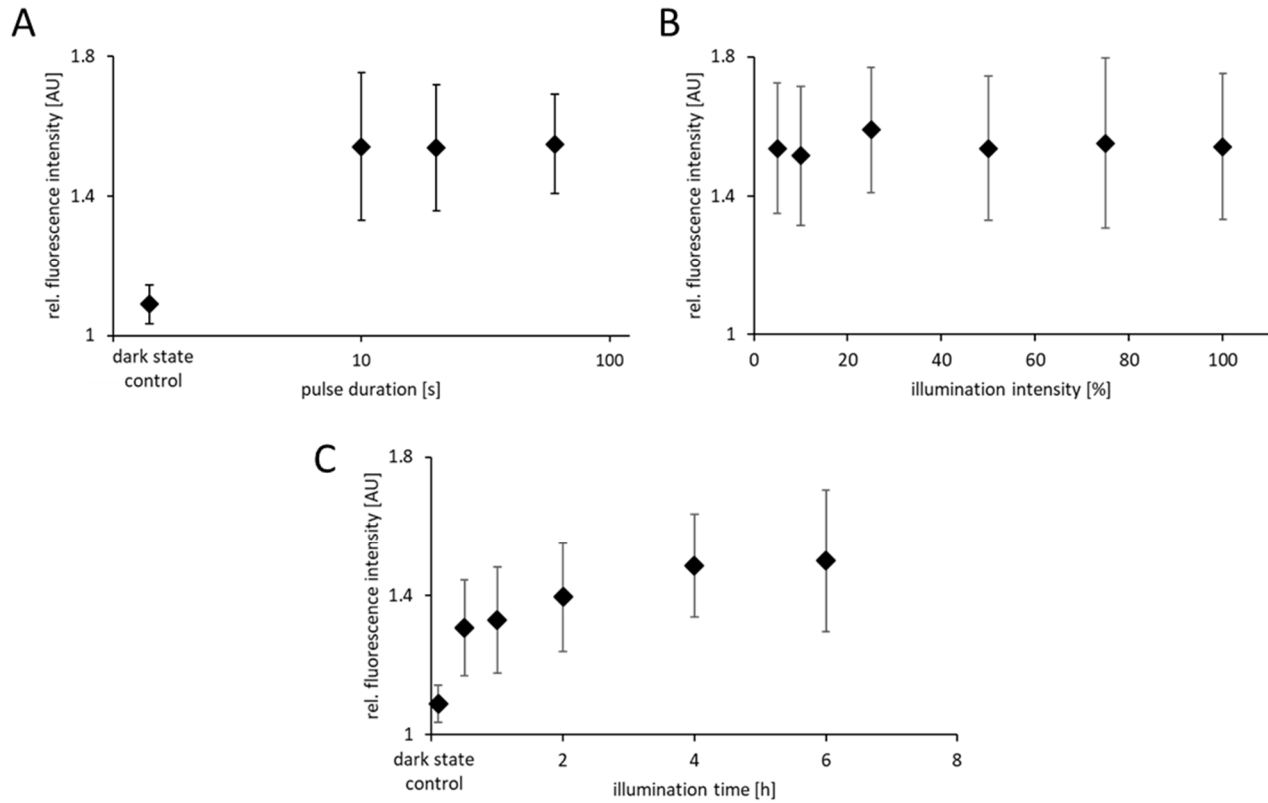 A
rel. fluorescence intensity [AU]
1.8
1.4
1
dark state
control
10
100
pulse duration [s]
B
rel. fluorescence intensity [AU]
1.8
1.4
1
0
20
40
60
80
100
illumination intensity [%]
C
rel. fluorescence intensity [AU]
1.8
1.4
1
dark state
control
2
4
6
8
illumination time [h]